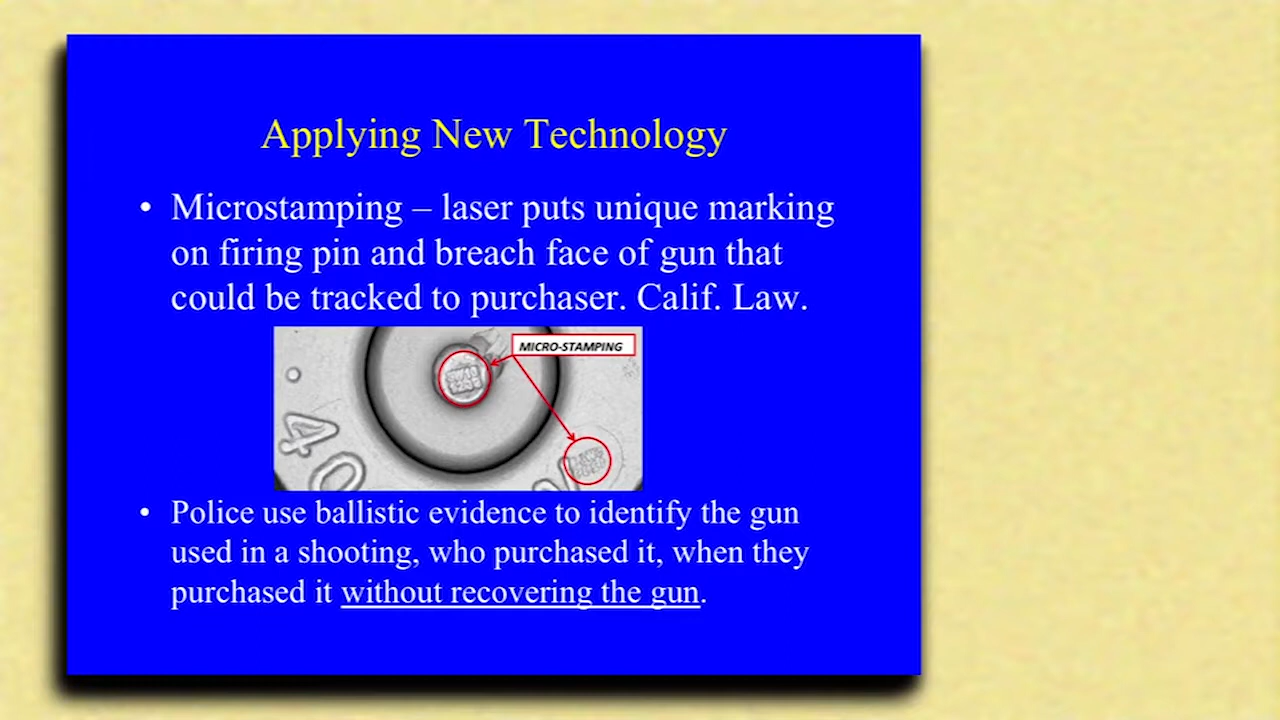 Applying New Technology
• Microstamping – laser puts unique marking
on firing pin and breach face of gun that
could be tracked to purchaser. Calif. Law.
MICRO-STAMPING
40
• Police use ballistic evidence to identify the gun
used in a shooting, who purchased it, when they
purchased it without recovering the gun.